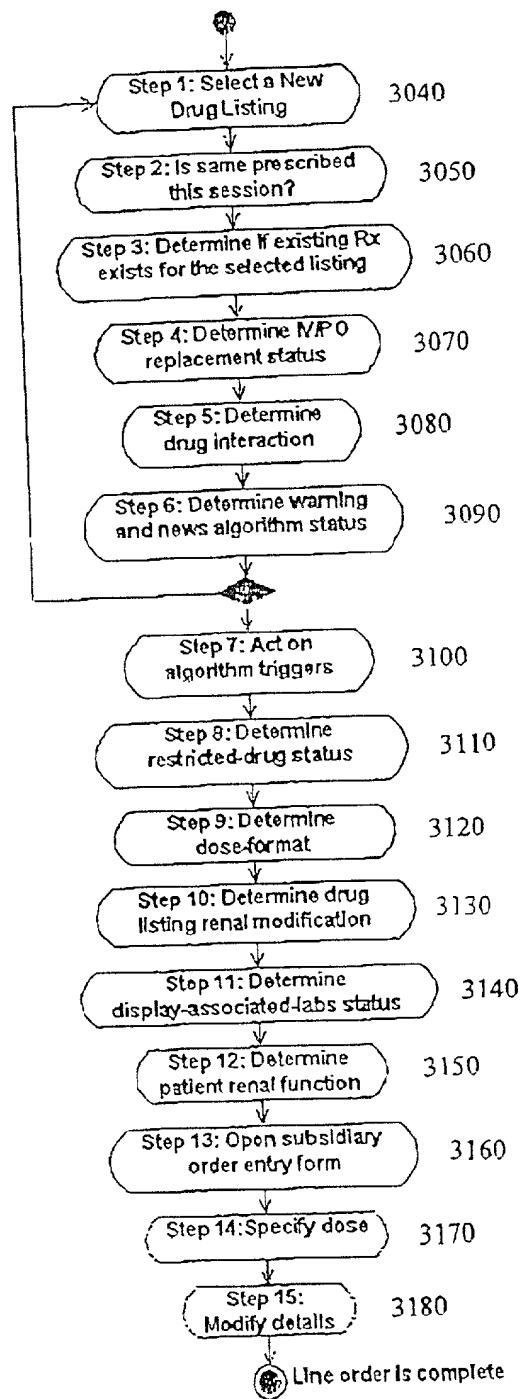 Step 1: Select a New
Drug Listing
3040
Step 2: Is same prescribed
this session?
3050
Step 3: Determine if existing Rx
exists for the selected listing
3060
Step 4: Determine IV/PO
replacement status
3070
Step 5: Determine
drug interaction
3080
Step 6: Determine warning
and news algorithm status
3090
Step 7: Act on
algorithm triggers
3100
Step 8: Determine
restricted-drug status
3110
Step 9: Determine
dose-format
3120
Step 10: Determine drug
listing renal modification
3130
Step 11: Determine
display-associated-labs status
3140
Step 12: Determine
patient renal function
3150
Step 13: Open subsidiary
order entry form
3160
Step 14: Specify dose
3170
Step 15:
Modify details
3180
Line order is complete